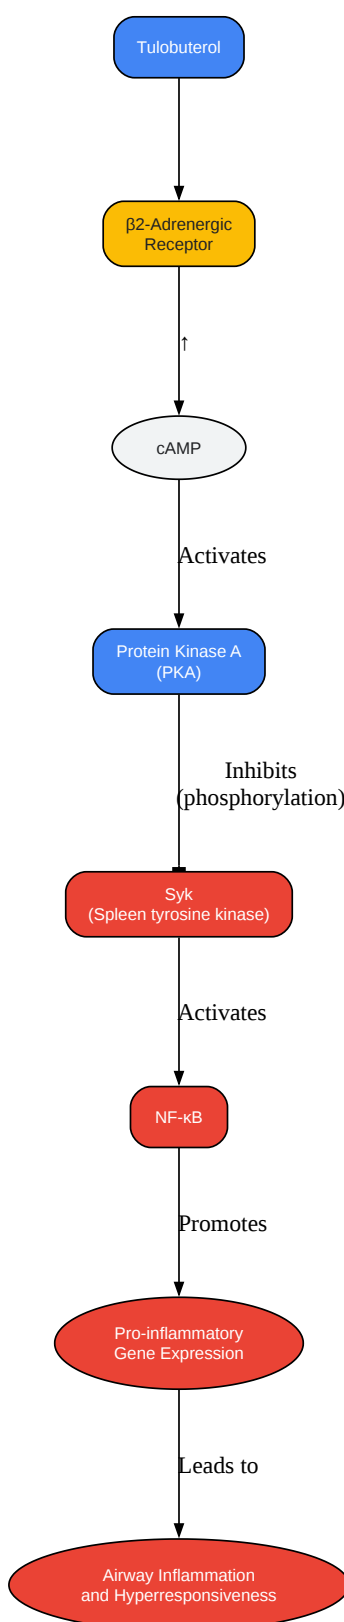 Tulobuterol
β2-Adrenergic
Receptor
↑
cAMP
Activates
Protein Kinase A
(PKA)
Inhibits
(phosphorylation)
Syk
(Spleen tyrosine kinase)
Activates
NF-κB
Promotes
Pro-inflammatory
Gene Expression
Leads to
Airway Inflammation
and Hyperresponsiveness